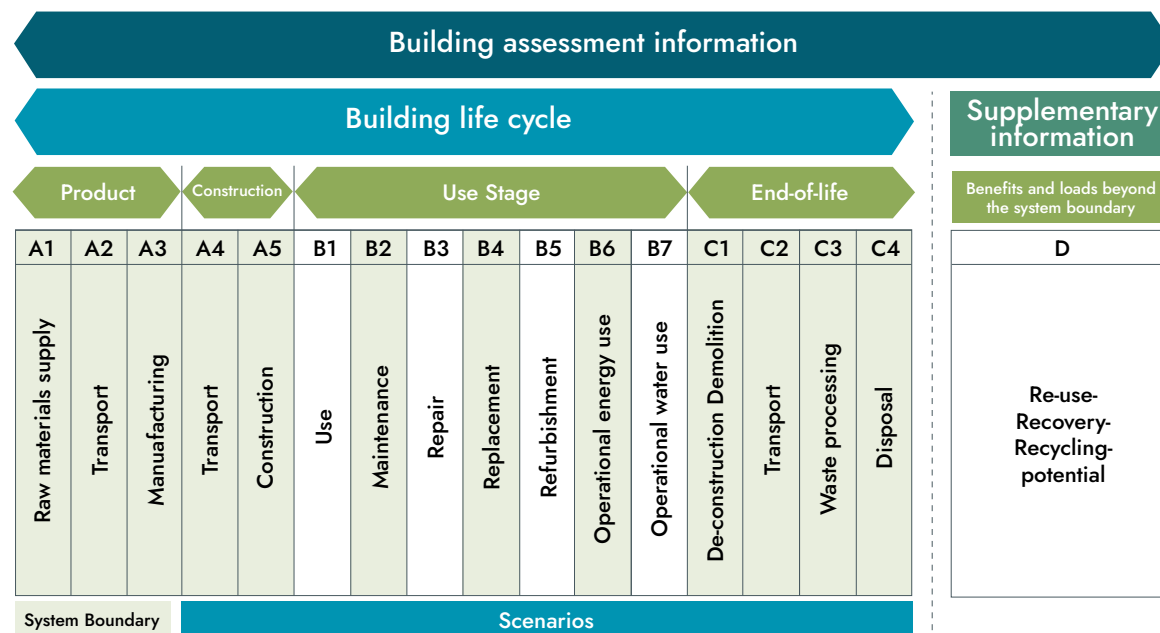 Building assessment information
Building life cycle
Supplementary
information
Product
Construction
Use Stage
End-of-life
Benefits and loads beyond
the system boundary
A1
A2
A3
A4
A5
B1
B2
B3
B4
B5
B6
B7
C1
C2
C3
C4
D
Raw materials supply
Transport
Manuafacturing
Transport
Construction
Use
Maintenance
Repair
Replacement
Refurbishment
Operational energy use
Operational water use
De-construction Demolition
Transport
Waste processing
Disposal
Re-use-
Recovery-
Recycling-
potential
System Boundary
Scenarios